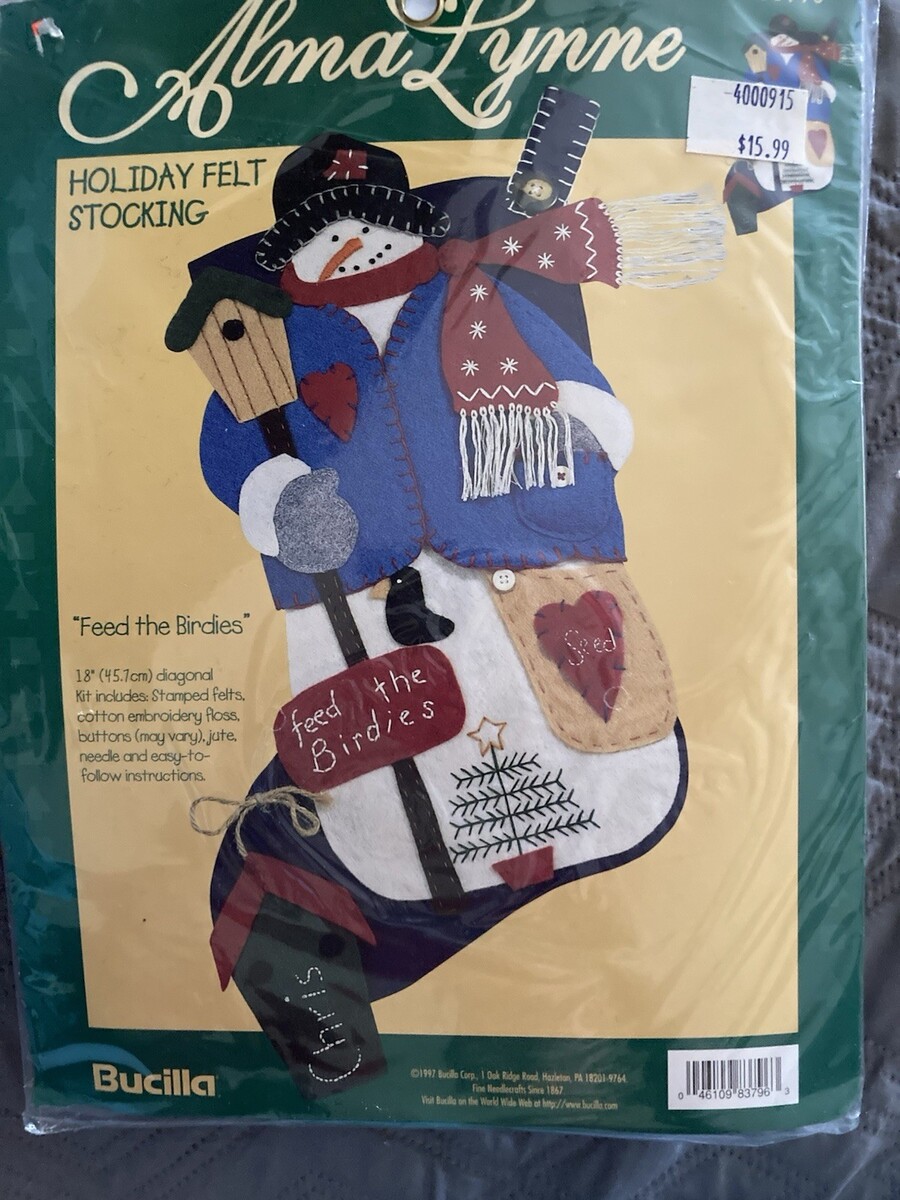 Alma Lynne
4000915
$15.99
HOLIDAY FELT
STOCKING
"Feed the Birdies"
18" (45.7cm) diagonal
Kit includes: Stamped felts,
cotton embroidery floss,
buttons (may vary), jute,
needle and easy-to-
follow instructions.
Seed
feed the
Birdies
Chris
Bucilla
©1997 Bucilla Corp., 1 Oak Ridge Road, Hazleton, PA 18201-9764
Fine Needlecrafts Since 1867
Visit Bucilla on the World Wide Web at http://www.bucilla.com
0 46109 83796 3